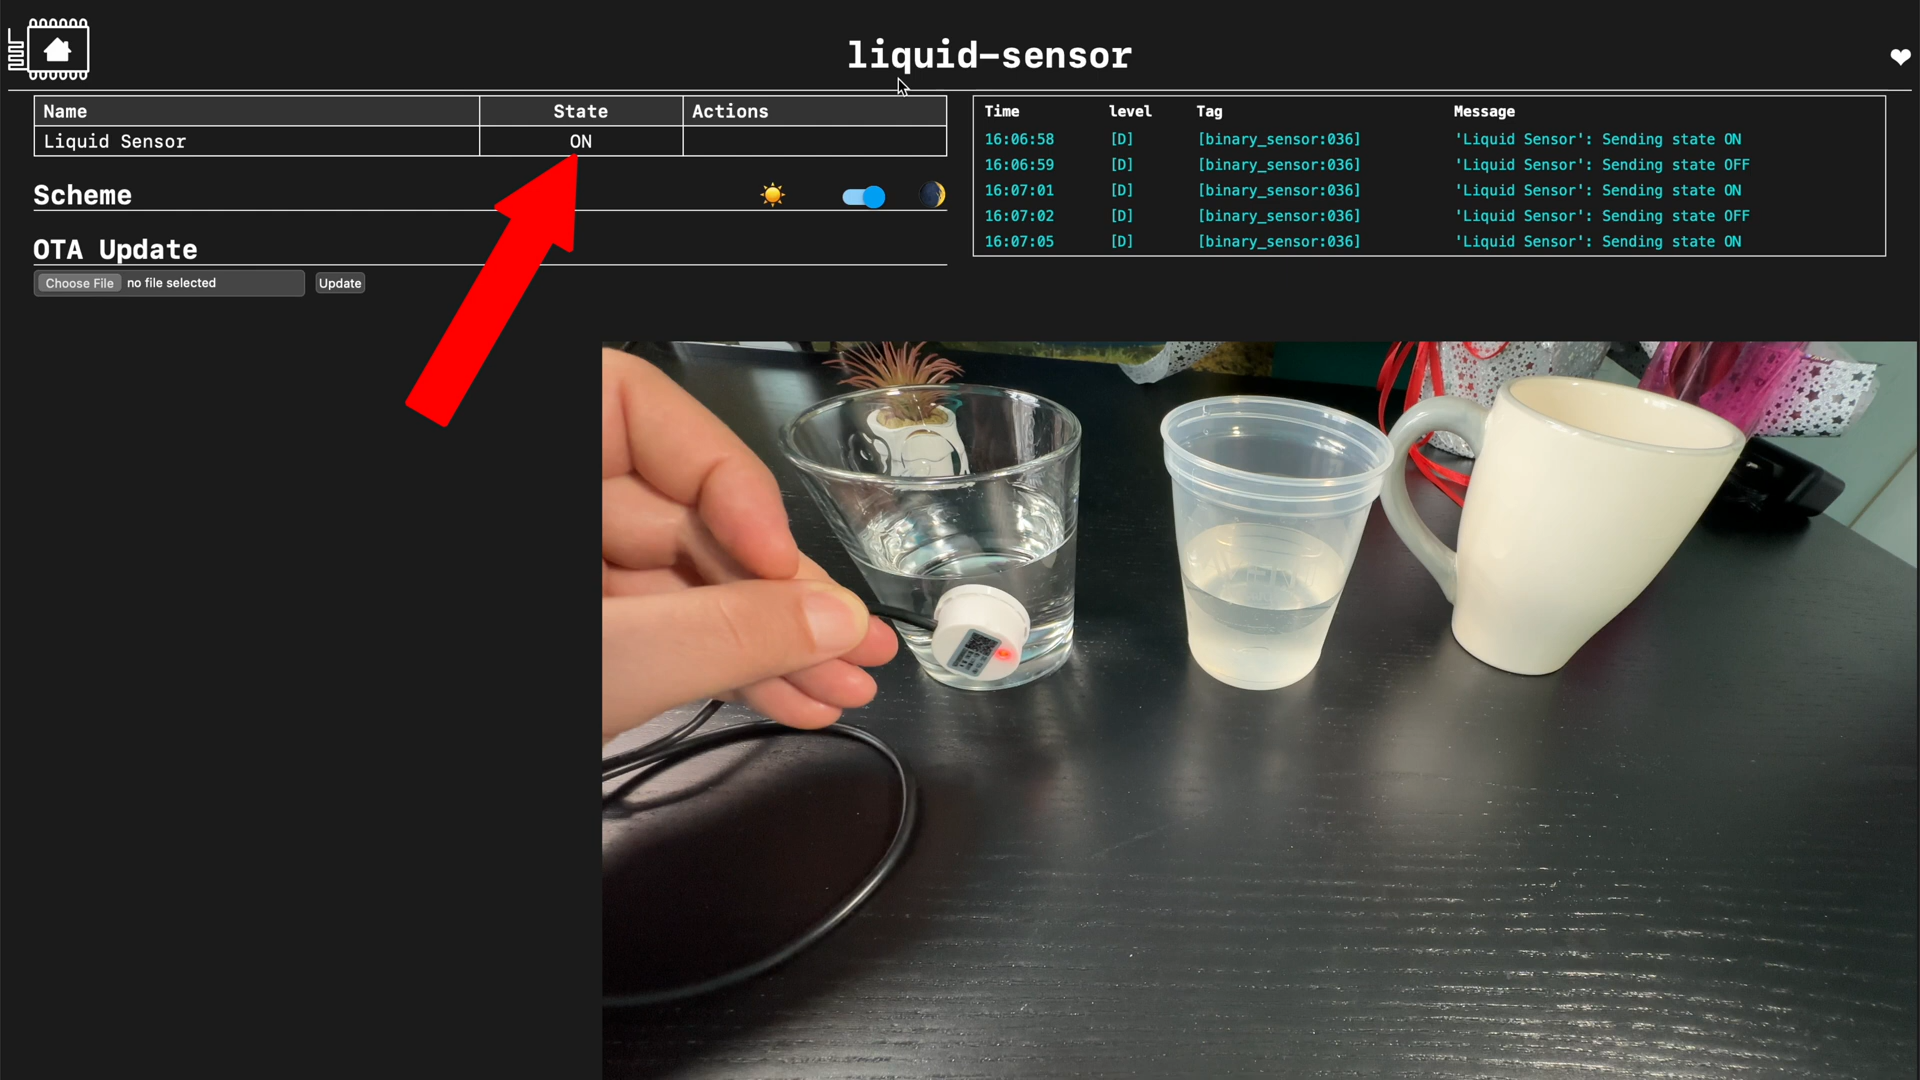 liquid-sensor
Name State Actions
Liquid Sensor ON
Scheme
OTA Update
Choose File no file selected Update
Time level Tag Message
16:06:58 [D] [binary_sensor:036] 'Liquid Sensor': Sending state ON
16:06:59 [D] [binary_sensor:036] 'Liquid Sensor': Sending state OFF
16:07:01 [D] [binary_sensor:036] 'Liquid Sensor': Sending state ON
16:07:02 [D] [binary_sensor:036] 'Liquid Sensor': Sending state OFF
16:07:05 [D] [binary_sensor:036] 'Liquid Sensor': Sending state ON